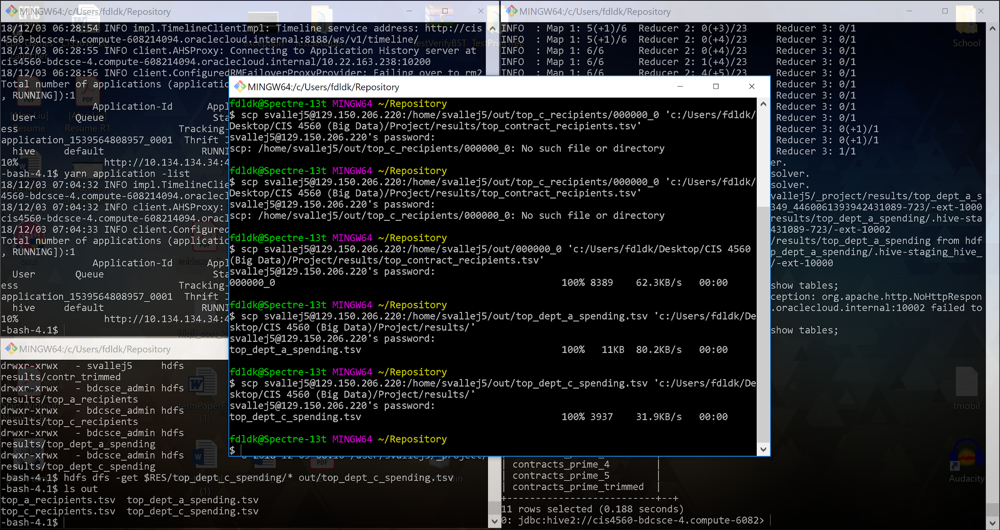 MINGW64:/c/Users/fdldk/Repository
18/12/03 06:28:54 INFO impl.TimelineClientImpl: Timeline service address: http://cis
4560-bdcsce-4.compute-608214094.oraclecloud.internal:8188/ws/v1/timeline/
18/12/03 06:28:55 INFO client.AHSProxy: Connecting to Application History server at
cis4560-bdcsce-4.compute-608214094.oraclecloud.internal/10.22.163.238:10200
18/12/03 06:28:56 INFO client.ConfiguredRMFailoverProxyProvider: Failing over to rm2
Total number of applications (applicatio
, RUNNING]):1
Application-Id Appl
User Queue Sta
ess Tracking-
application_1539564808957_0001 Thrift J
hive default RUNNI
10% http://10.134.134.34:4
-bash-4.1$ yarn application -list
18/12/03 07:04:32 INFO impl.TimelineClie
4560-bdcsce-4.compute-608214094.oraclecl
18/12/03 07:04:32 INFO client.AHSProxy:
cis4560-bdcsce-4.compute-608214094.oracl
18/12/03 07:04:33 INFO client.Configured
Total number of applications (applicatio
, RUNNING]):1
Application-Id Appl
User Queue Sta
ess Tracking-
application_1539564808957_0001 Thrift J
hive default RUNNI
10% http://10.134.134.34:4
-bash-4.1$
MINGW64:/c/Users/fdldk/Repository
INFO : Map 1: 5(+1)/6 Reducer 2: 0(+3)/23 Reducer 3: 0/1
INFO : Map 1: 5(+1)/6 Reducer 2: 0(+4)/23 Reducer 3: 0/1
INFO : Map 1: 6/6 Reducer 2: 0(+4)/23 Reducer 3: 0/1
INFO : Map 1: 6/6 Reducer 2: 1(+4)/23 Reducer 3: 0/1
INFO : Map 1: 6/6 Reducer 2: 4(+5)/23 Reducer 3: 0/1
Reducer 3: 0/1
Reducer 3: 0/1
Reducer 3: 0/1
Reducer 3: 0/1
Reducer 3: 0(+1)/1
Reducer 3: 0(+1)/1
Reducer 3: 1/1
er.
solver.
solver.
vallej5/_project/results/top_dept_a_s
349_4460061393942431089-723/-ext-1000
results/top_dept_a_spending/.hive-sta
431089-723/-ext-10002
/results/top_dept_a_spending from hdf
p_dept_a_spending/.hive-staging_hive_
/-ext-10000
show tables;
ception: org.apache.http.NoHttpRespon
.oraclecloud.internal:10002 failed to
show tables;
contracts_prime_4
contracts_prime_5
contracts_prime_trimmed
+--------------------------+--+
11 rows selected (0.188 seconds)
0: jdbc:hive2://cis4560-bdcsce-4.compute-6082>
MINGW64:/c/Users/fdldk/Repository
fdldk@Spectre-13t MINGW64 ~/Repository
$ scp svallej5@129.150.206.220:/home/svallej5/out/top_c_recipients/000000_0 'c:/Users/fdldk/
Desktop/CIS 4560 (Big Data)/Project/results/top_contract_recipients.tsv'
svallej5@129.150.206.220's password:
scp: /home/svallej5/out/top_c_recipients/000000_0: No such file or directory
fdldk@Spectre-13t MINGW64 ~/Repository
$ scp svallej5@129.150.206.220:/home/svallej5/out/top_c_recipients/000000_0 'c:/Users/fdldk/
Desktop/CIS 4560 (Big Data)/Project/results/top_contract_recipients.tsv'
svallej5@129.150.206.220's password:
scp: /home/svallej5/out/top_c_recipients/000000_0: No such file or directory
fdldk@Spectre-13t MINGW64 ~/Repository
$ scp svallej5@129.150.206.220:/home/svallej5/out/000000_0 'c:/Users/fdldk/Desktop/CIS 4560
(Big Data)/Project/results/top_contract_recipients.tsv'
svallej5@129.150.206.220's password:
000000_0 100% 8389 62.3KB/s 00:00
fdldk@Spectre-13t MINGW64 ~/Repository
$ scp svallej5@129.150.206.220:/home/svallej5/out/top_dept_a_spending.tsv 'c:/Users/fdldk/De
sktop/CIS 4560 (Big Data)/Project/results/'
svallej5@129.150.206.220's password:
top_dept_a_spending.tsv 100% 11KB 80.2KB/s 00:00
fdldk@Spectre-13t MINGW64 ~/Repository
$ scp svallej5@129.150.206.220:/home/svallej5/out/top_dept_c_spending.tsv 'c:/Users/fdldk/De
sktop/CIS 4560 (Big Data)/Project/results/'
svallej5@129.150.206.220's password:
top_dept_c_spending.tsv 100% 3937 31.9KB/s 00:00
fdldk@Spectre-13t MINGW64 ~/Repository
$
MINGW64:/c/Users/fdldk/Repository
drwxr-xrwx - svallej5 hdfs
results/contr_trimmed
drwxr-xrwx - bdcsce_admin hdfs
results/top_a_recipients
drwxr-xrwx - bdcsce_admin hdfs
results/top_c_recipients
drwxr-xrwx - bdcsce_admin hdfs
results/top_dept_a_spending
drwxr-xrwx - bdcsce_admin hdfs
results/top_dept_c_spending
-bash-4.1$ hdfs dfs -get $RES/top_dept_c_spending/* out/top_dept_c_spending.tsv
-bash-4.1$ ls out
top_a_recipients.tsv top_dept_a_spending.tsv
top_c_recipients.tsv top_dept_c_spending.tsv
-bash-4.1$
School
tmobil
Audacity